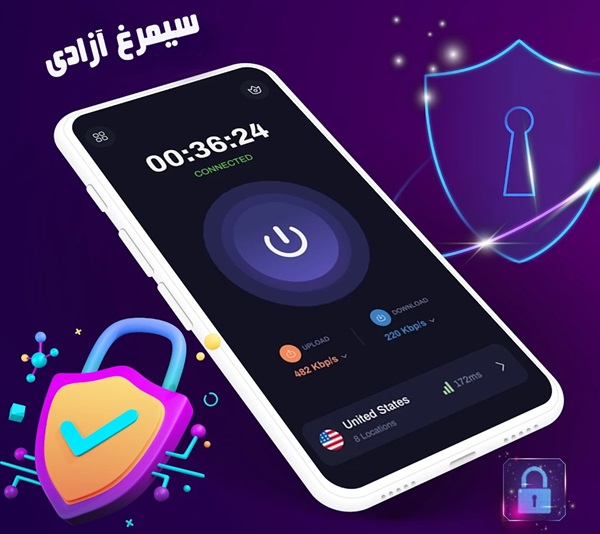 سیمرغ آزادی
00:36:24
CONNECTED
UPLOAD
482 Kbp/s
DOWNLOAD
220 Kbp/s
United States
8 Locations
172ms